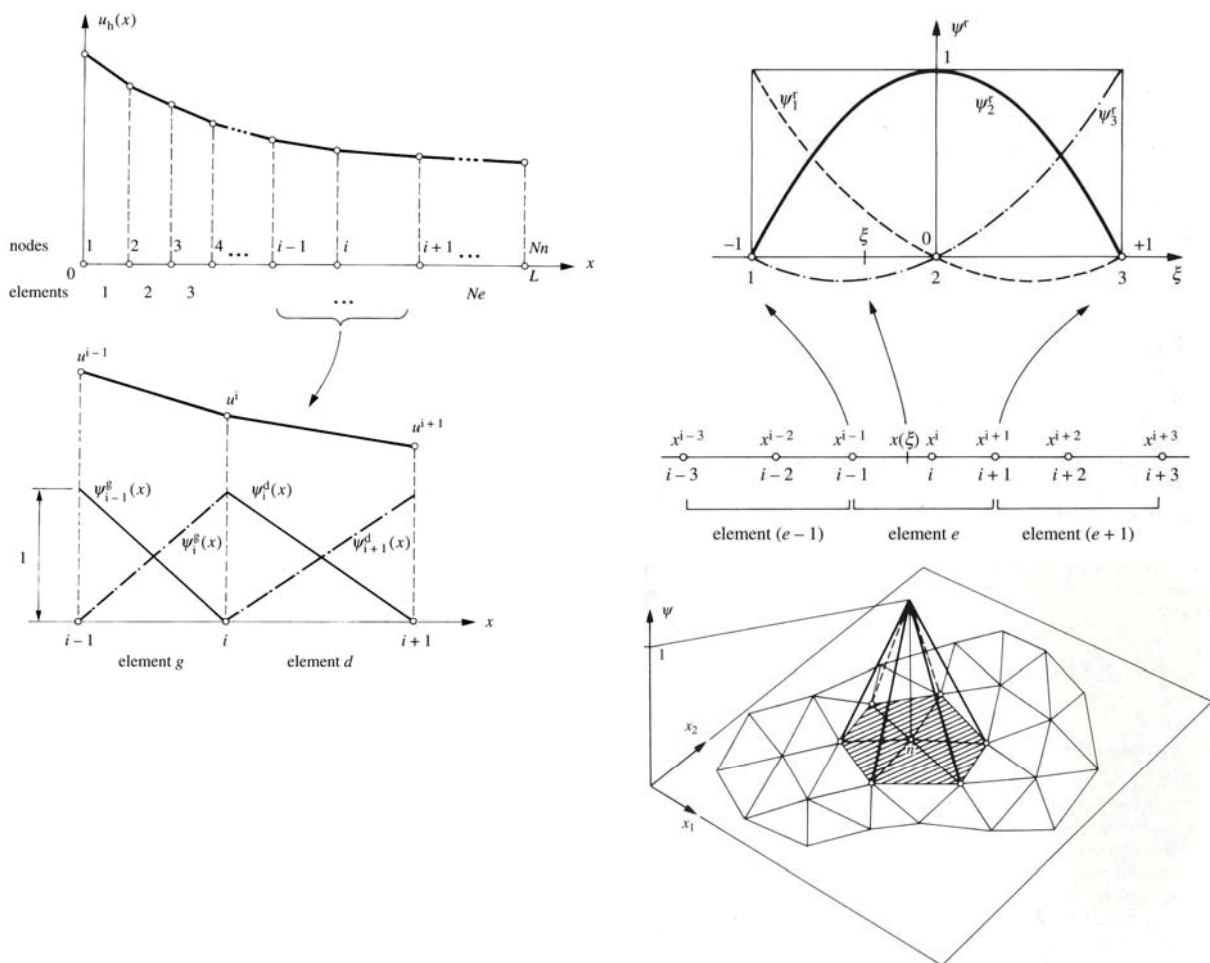 u_h(x)
nodes 1 2 3 4 ... i − 1 i i + 1 ... Nn
0 L x
elements 1 2 3 ... Ne
u^{i − 1}
u^i
u^{i + 1}
ψ^g_{i − 1}(x) ψ^d_i(x)
1 ψ^g_i(x) ψ^d_{i + 1}(x)
i − 1 i i + 1 x
element g element d
ψ^r
1
ψ^r_1 ψ^r_2 ψ^r_3
−1 ξ 0 +1
1 2 3 ξ
x^{i−3} x^{i−2} x^{i−1} x(ξ) x^i x^{i+1} x^{i+2} x^{i+3}
i−3 i−2 i−1 i i+1 i+2 i+3
element (e − 1) element e element (e + 1)
ψ
1
x_2
n
x_1